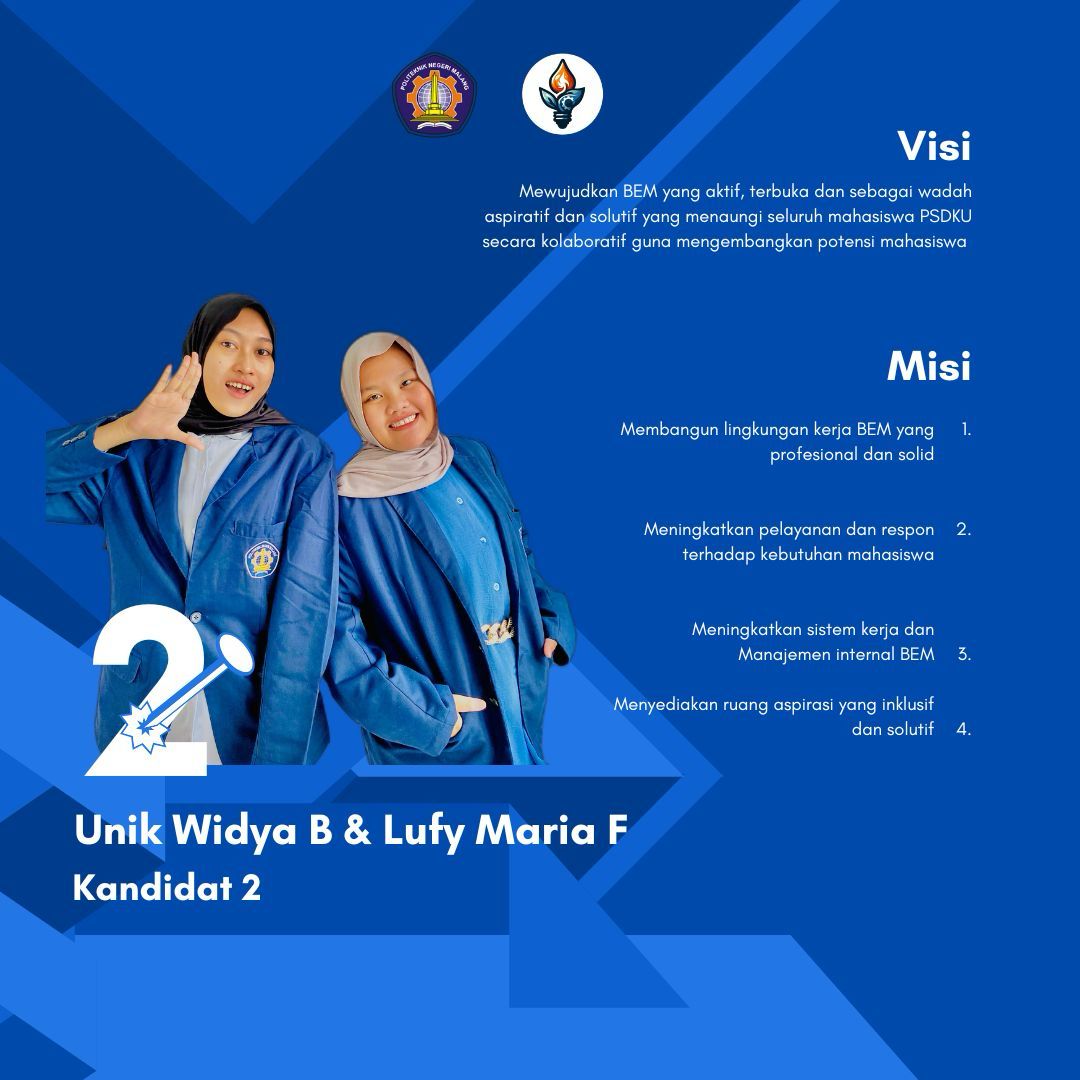 POLITEKNIK NEGERI MALANG
Visi
Mewujudkan BEM yang aktif, terbuka dan sebagai wadah
aspiratif dan solutif yang menaungi seluruh mahasiswa PSDKU
secara kolaboratif guna mengembangkan potensi mahasiswa
Misi
Membangun lingkungan kerja BEM yang 1.
profesional dan solid
Meningkatkan pelayanan dan respon 2.
terhadap kebutuhan mahasiswa
Meningkatkan sistem kerja dan
Manajemen internal BEM 3.
Menyediakan ruang aspirasi yang inklusif
dan solutif 4.
2
Unik Widya B & Lufy Maria F
Kandidat 2